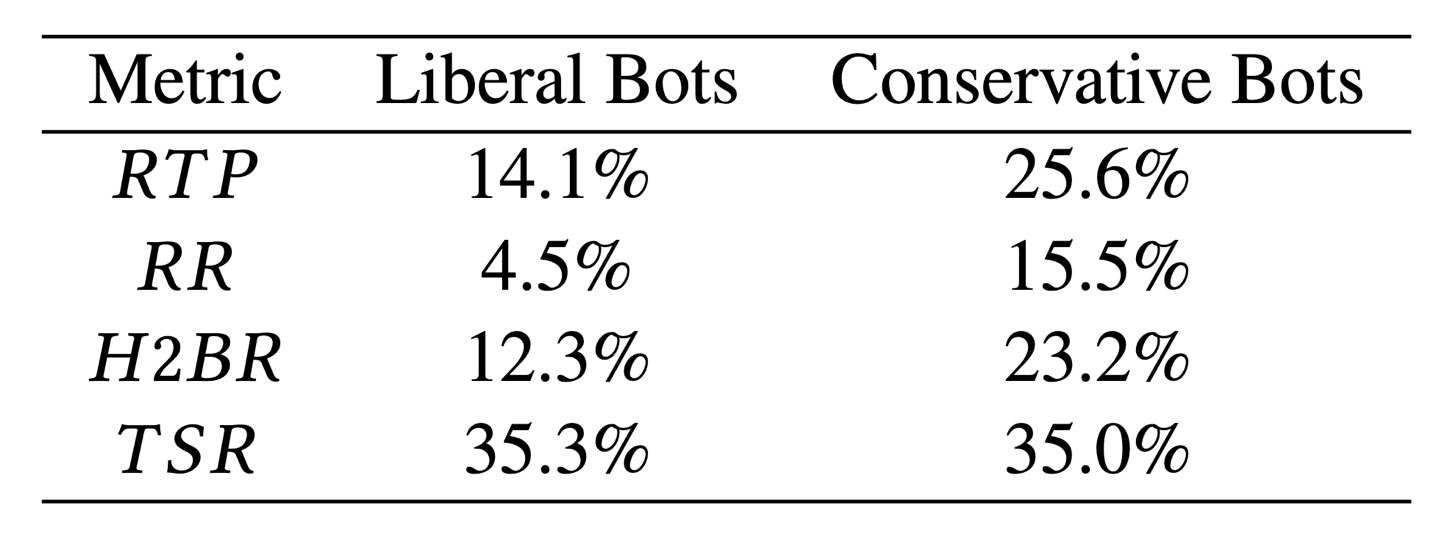 Metric Liberal Bots Conservative Bots
RTP 14.1% 25.6%
RR 4.5% 15.5%
H2BR 12.3% 23.2%
TSR 35.3% 35.0%